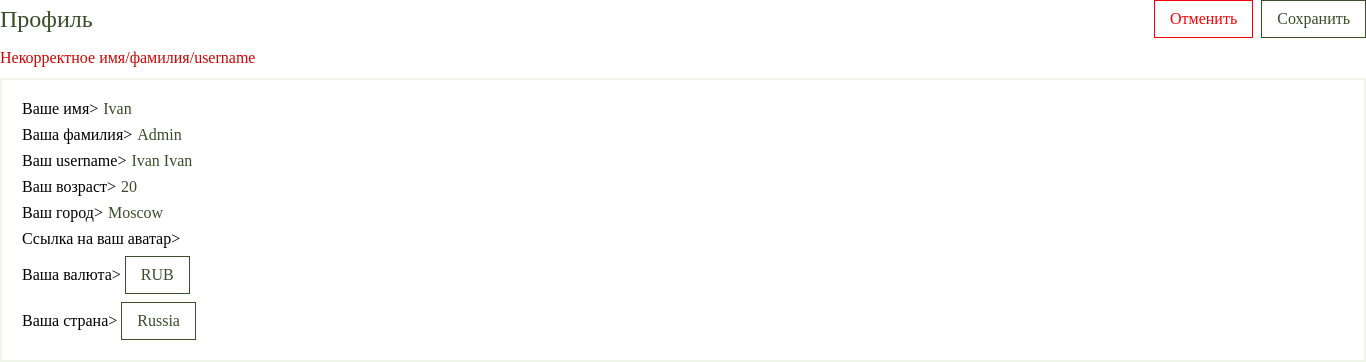 Профиль
Отменить
Сохранить
Некорректное имя/фамилия/username
Ваше имя> Ivan
Ваша фамилия> Admin
Ваш username> Ivan Ivan
Ваш возраст> 20
Ваш город> Moscow
Ссылка на ваш аватар>
Ваша валюта> RUB
Ваша страна> Russia